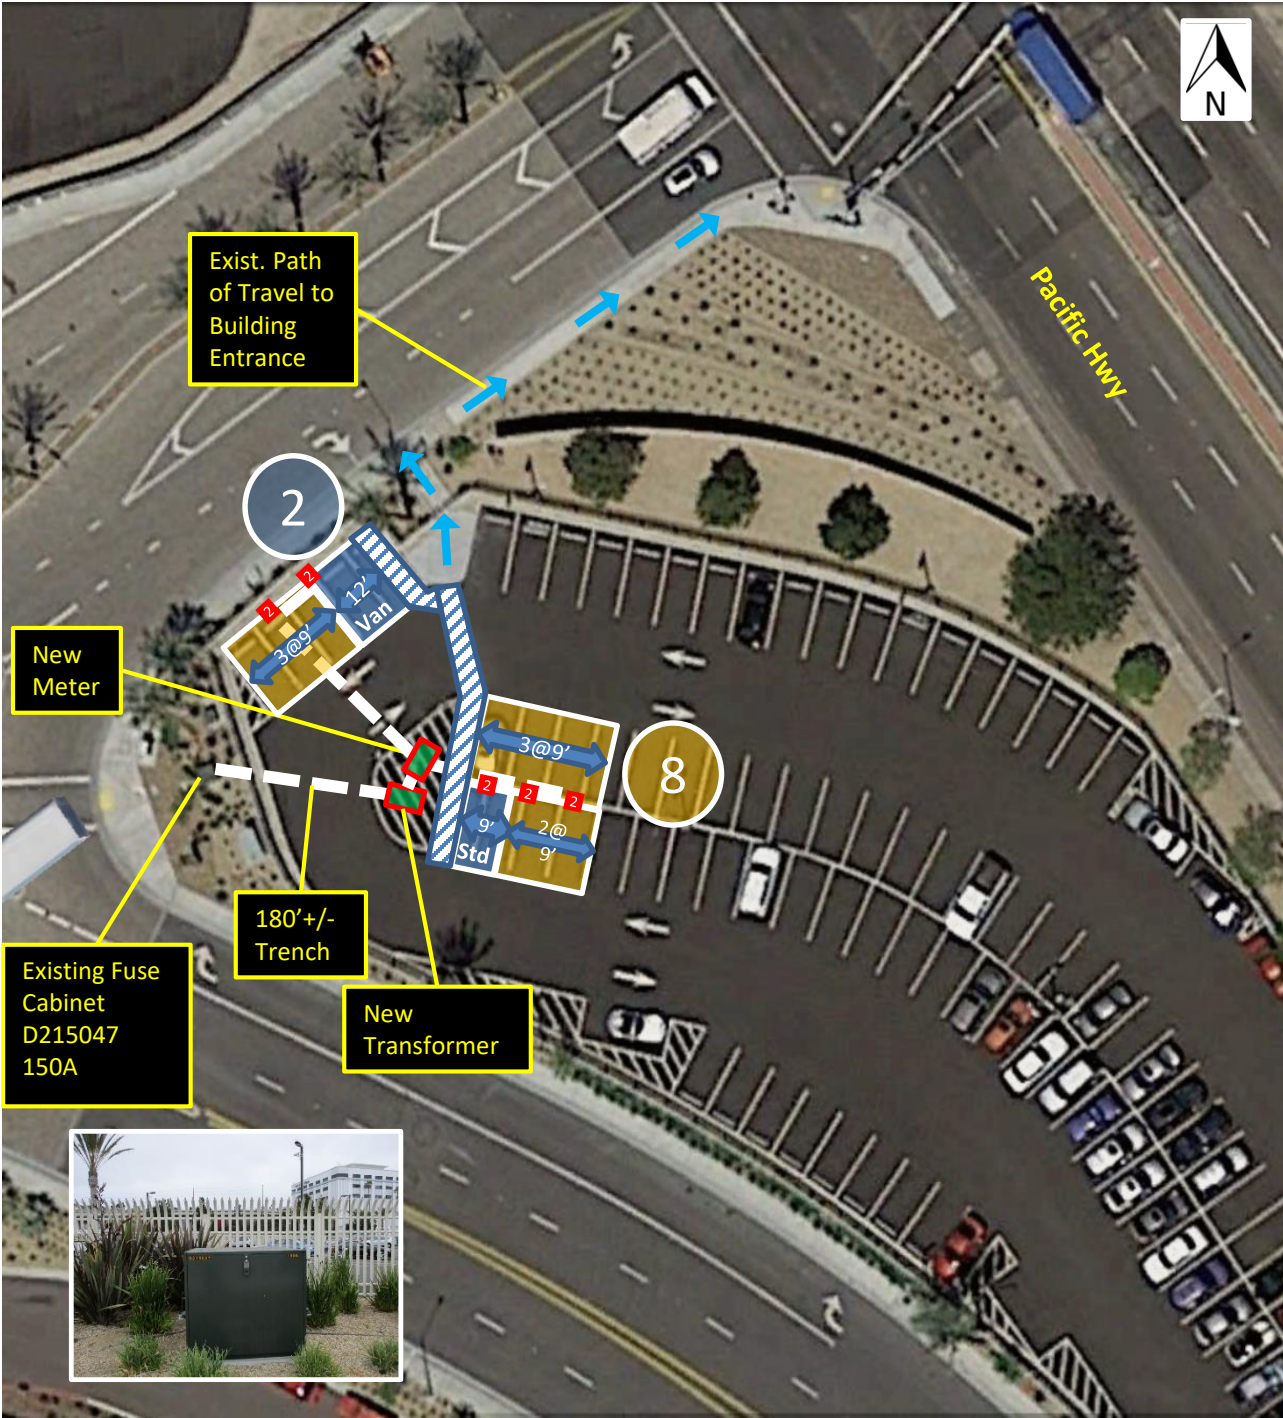 N
Pacific Hwy
Exist. Path
of Travel to
Building
Entrance
2
2
2
12'
Van
3@9'
New
Meter
3@9'
8
2
2
2
9'
Std
2@
9'
180'+/-
Trench
Existing Fuse
Cabinet
D215047
150A
New
Transformer